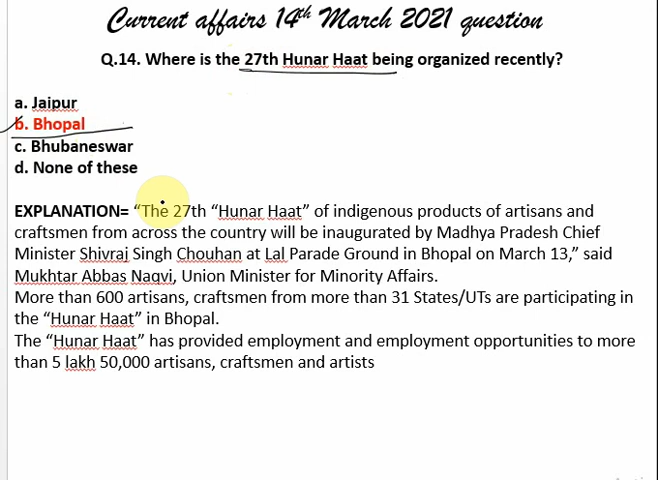 Current affairs 14th March 2021 question
Q.14. Where is the 27th Hunar Haat being organized recently?
a. Jaipur
b. Bhopal
c. Bhubaneswar
d. None of these
EXPLANATION= “The 27th “Hunar Haat” of indigenous products of artisans and
craftsmen from across the country will be inaugurated by Madhya Pradesh Chief
Minister Shivraj Singh Chouhan at Lal Parade Ground in Bhopal on March 13,” said
Mukhtar Abbas Naqvi, Union Minister for Minority Affairs.
More than 600 artisans, craftsmen from more than 31 States/UTs are participating in
the “Hunar Haat” in Bhopal.
The “Hunar Haat” has provided employment and employment opportunities to more
than 5 lakh 50,000 artisans, craftsmen and artists